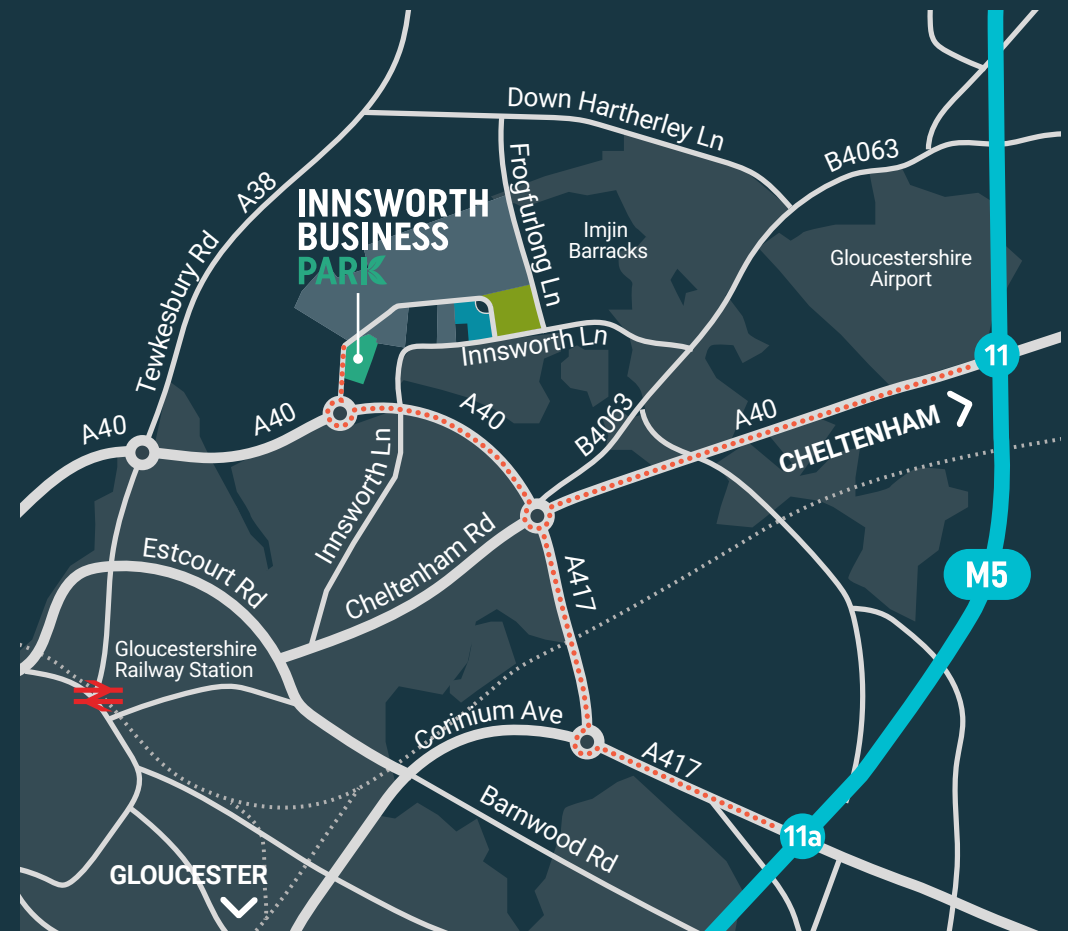 Down Hartherley Ln
B4063
A38
Frogfurlong Ln
INNSWORTH
BUSINESS
PARK
Imjin
Barracks
Gloucestershire
Airport
Tewkesbury Rd
Innsworth Ln
11
A40
A40
A40
B4063
A40
CHELTENHAM
Innsworth Ln
Cheltenham Rd
Estcourt Rd
A417
M5
Gloucestershire
Railway Station
Corinium Ave
A417
Barnwood Rd
11a
GLOUCESTER